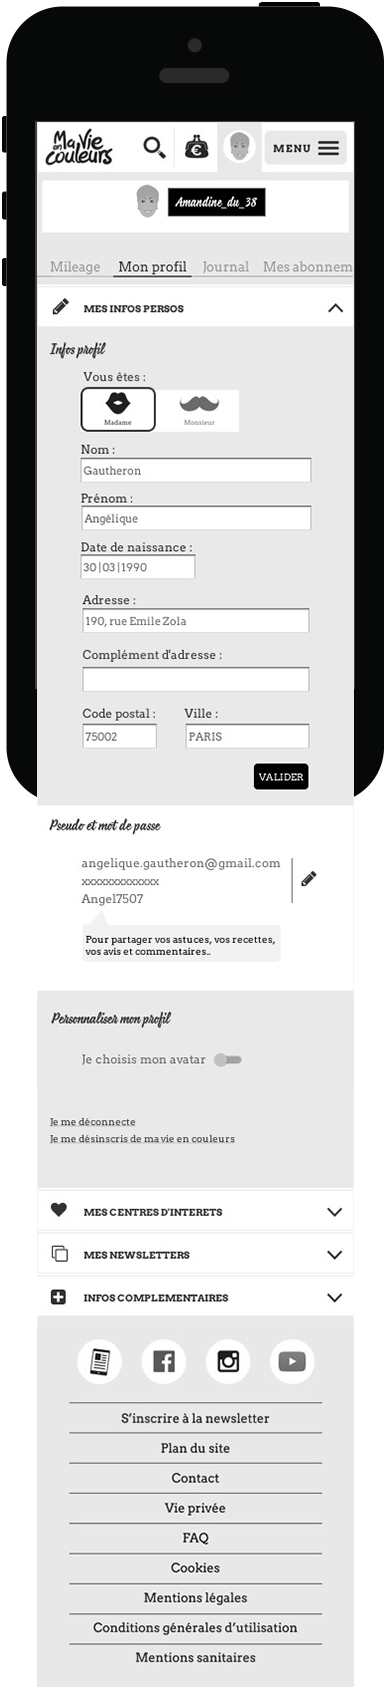 Ma Vie
en
couleurs
€
MENU
Amandine_du_38
Mileage Mon profil Journal Mes abonnem
MES INFOS PERSOS
Infos profil
Vous êtes :
Madame Monsieur
Nom :
Gautheron
Prénom :
Angélique
Date de naissance :
30|03|1990
Adresse :
190, rue Emile Zola
Complément d'adresse :
Code postal : Ville :
75002 PARIS
VALIDER
Pseudo et mot de passe
angelique.gautheron@gmail.com
xxxxxxxxxxxxx
Angel7507
Pour partager vos astuces, vos recettes,
vos avis et commentaires..
Personnaliser mon profil
Je choisis mon avatar
Je me déconnecte
Je me désinscris de ma vie en couleurs
MES CENTRES D'INTERETS
MES NEWSLETTERS
INFOS COMPLEMENTAIRES
S’inscrire à la newsletter
Plan du site
Contact
Vie privée
FAQ
Cookies
Mentions légales
Conditions générales d’utilisation
Mentions sanitaires